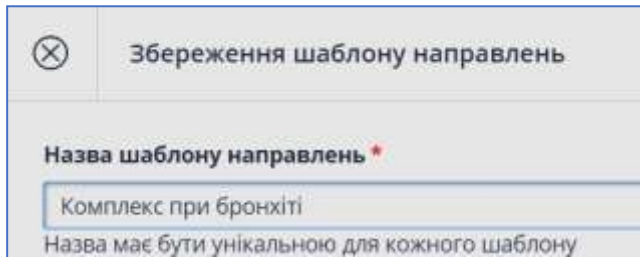 Збереження шаблону направлень
Назва шаблону направлень *
Комплекс при бронхіті
Назва має бути унікальною для кожного шаблону